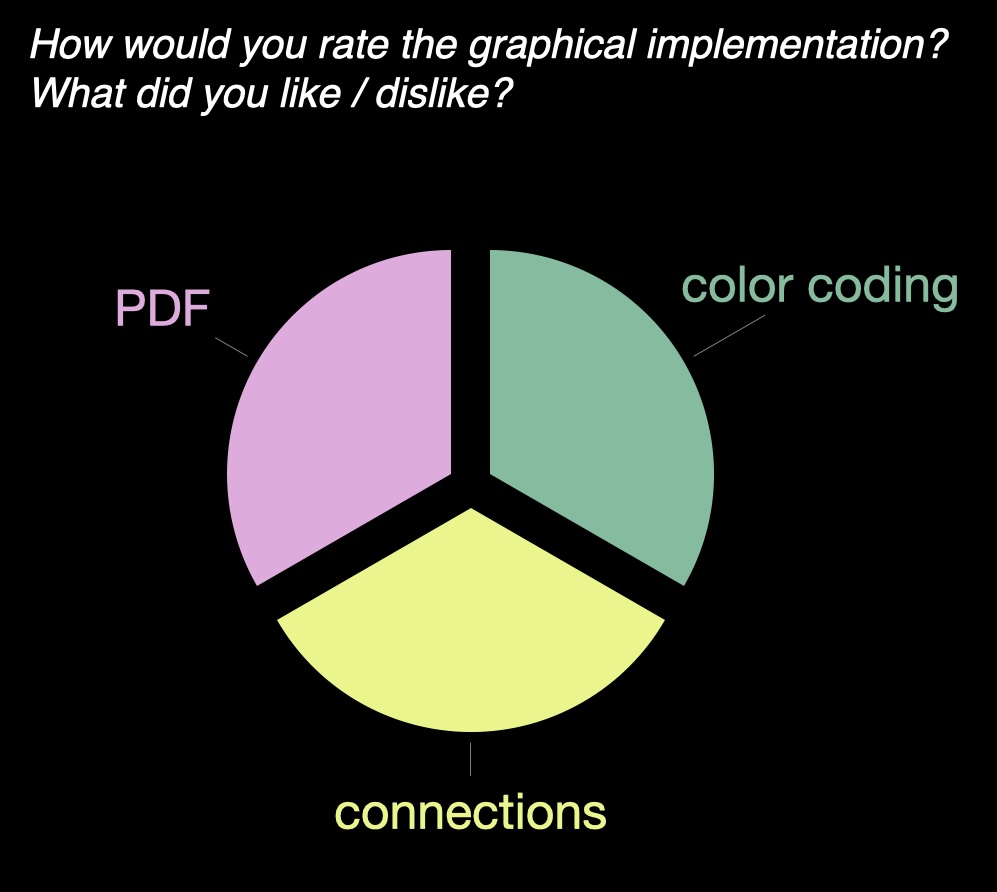 How would you rate the graphical implementation?
What did you like / dislike?
color coding
PDF
connections